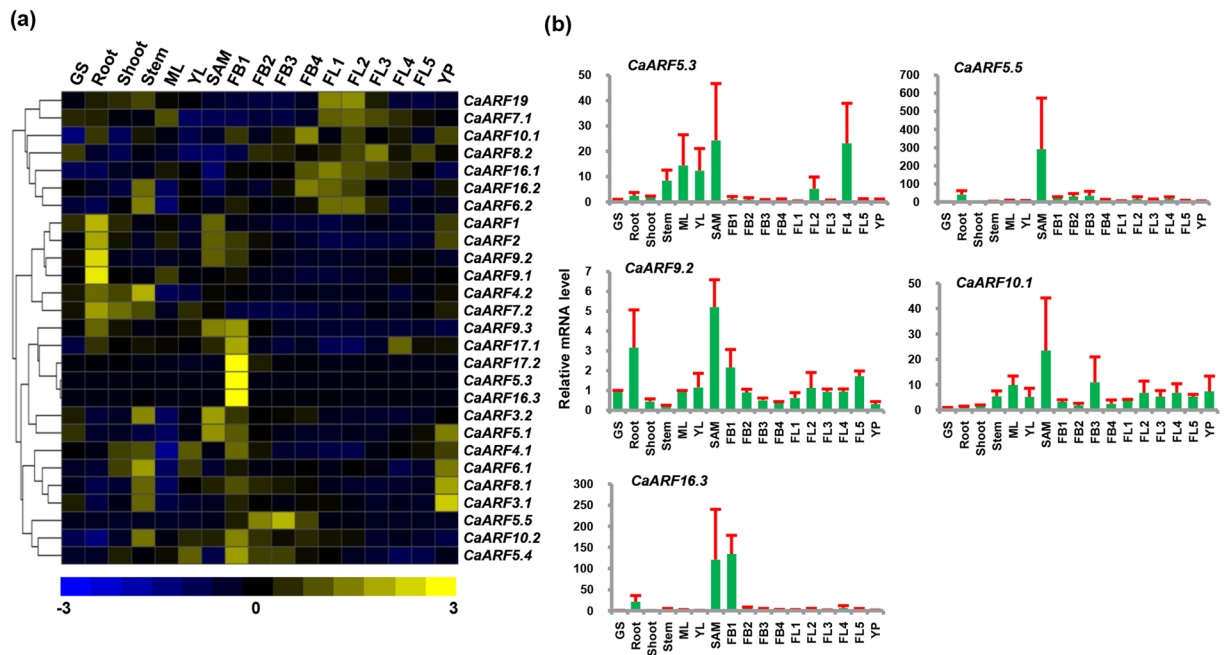 (a)
GS Root Shoot Stem ML YL SAM FB1 FB2 FB3 FB4 FL1 FL2 FL3 FL4 FL5 YP
CaARF19
CaARF7.1
CaARF10.1
CaARF8.2
CaARF16.1
CaARF16.2
CaARF6.2
CaARF1
CaARF2
CaARF9.2
CaARF9.1
CaARF4.2
CaARF7.2
CaARF9.3
CaARF17.1
CaARF17.2
CaARF5.3
CaARF16.3
CaARF3.2
CaARF5.1
CaARF4.1
CaARF6.1
CaARF8.1
CaARF3.1
CaARF5.5
CaARF10.2
CaARF5.4
-3 0 3
(b)
Relative mRNA level
CaARF5.3
50
40
30
20
10
0
GS Root Shoot Stem ML YL SAM FB1 FB2 FB3 FB4 FL1 FL2 FL3 FL4 FL5 YP
CaARF5.5
700
600
500
400
300
200
100
0
GS Root Shoot Stem ML YL SAM FB1 FB2 FB3 FB4 FL1 FL2 FL3 FL4 FL5 YP
CaARF9.2
7
6
5
4
3
2
1
0
GS Root Shoot Stem ML YL SAM FB1 FB2 FB3 FB4 FL1 FL2 FL3 FL4 FL5 YP
CaARF10.1
50
40
30
20
10
0
GS Root Shoot Stem ML YL SAM FB1 FB2 FB3 FB4 FL1 FL2 FL3 FL4 FL5 YP
CaARF16.3
300
250
200
150
100
50
0
GS Root Shoot Stem ML YL SAM FB1 FB2 FB3 FB4 FL1 FL2 FL3 FL4 FL5 YP